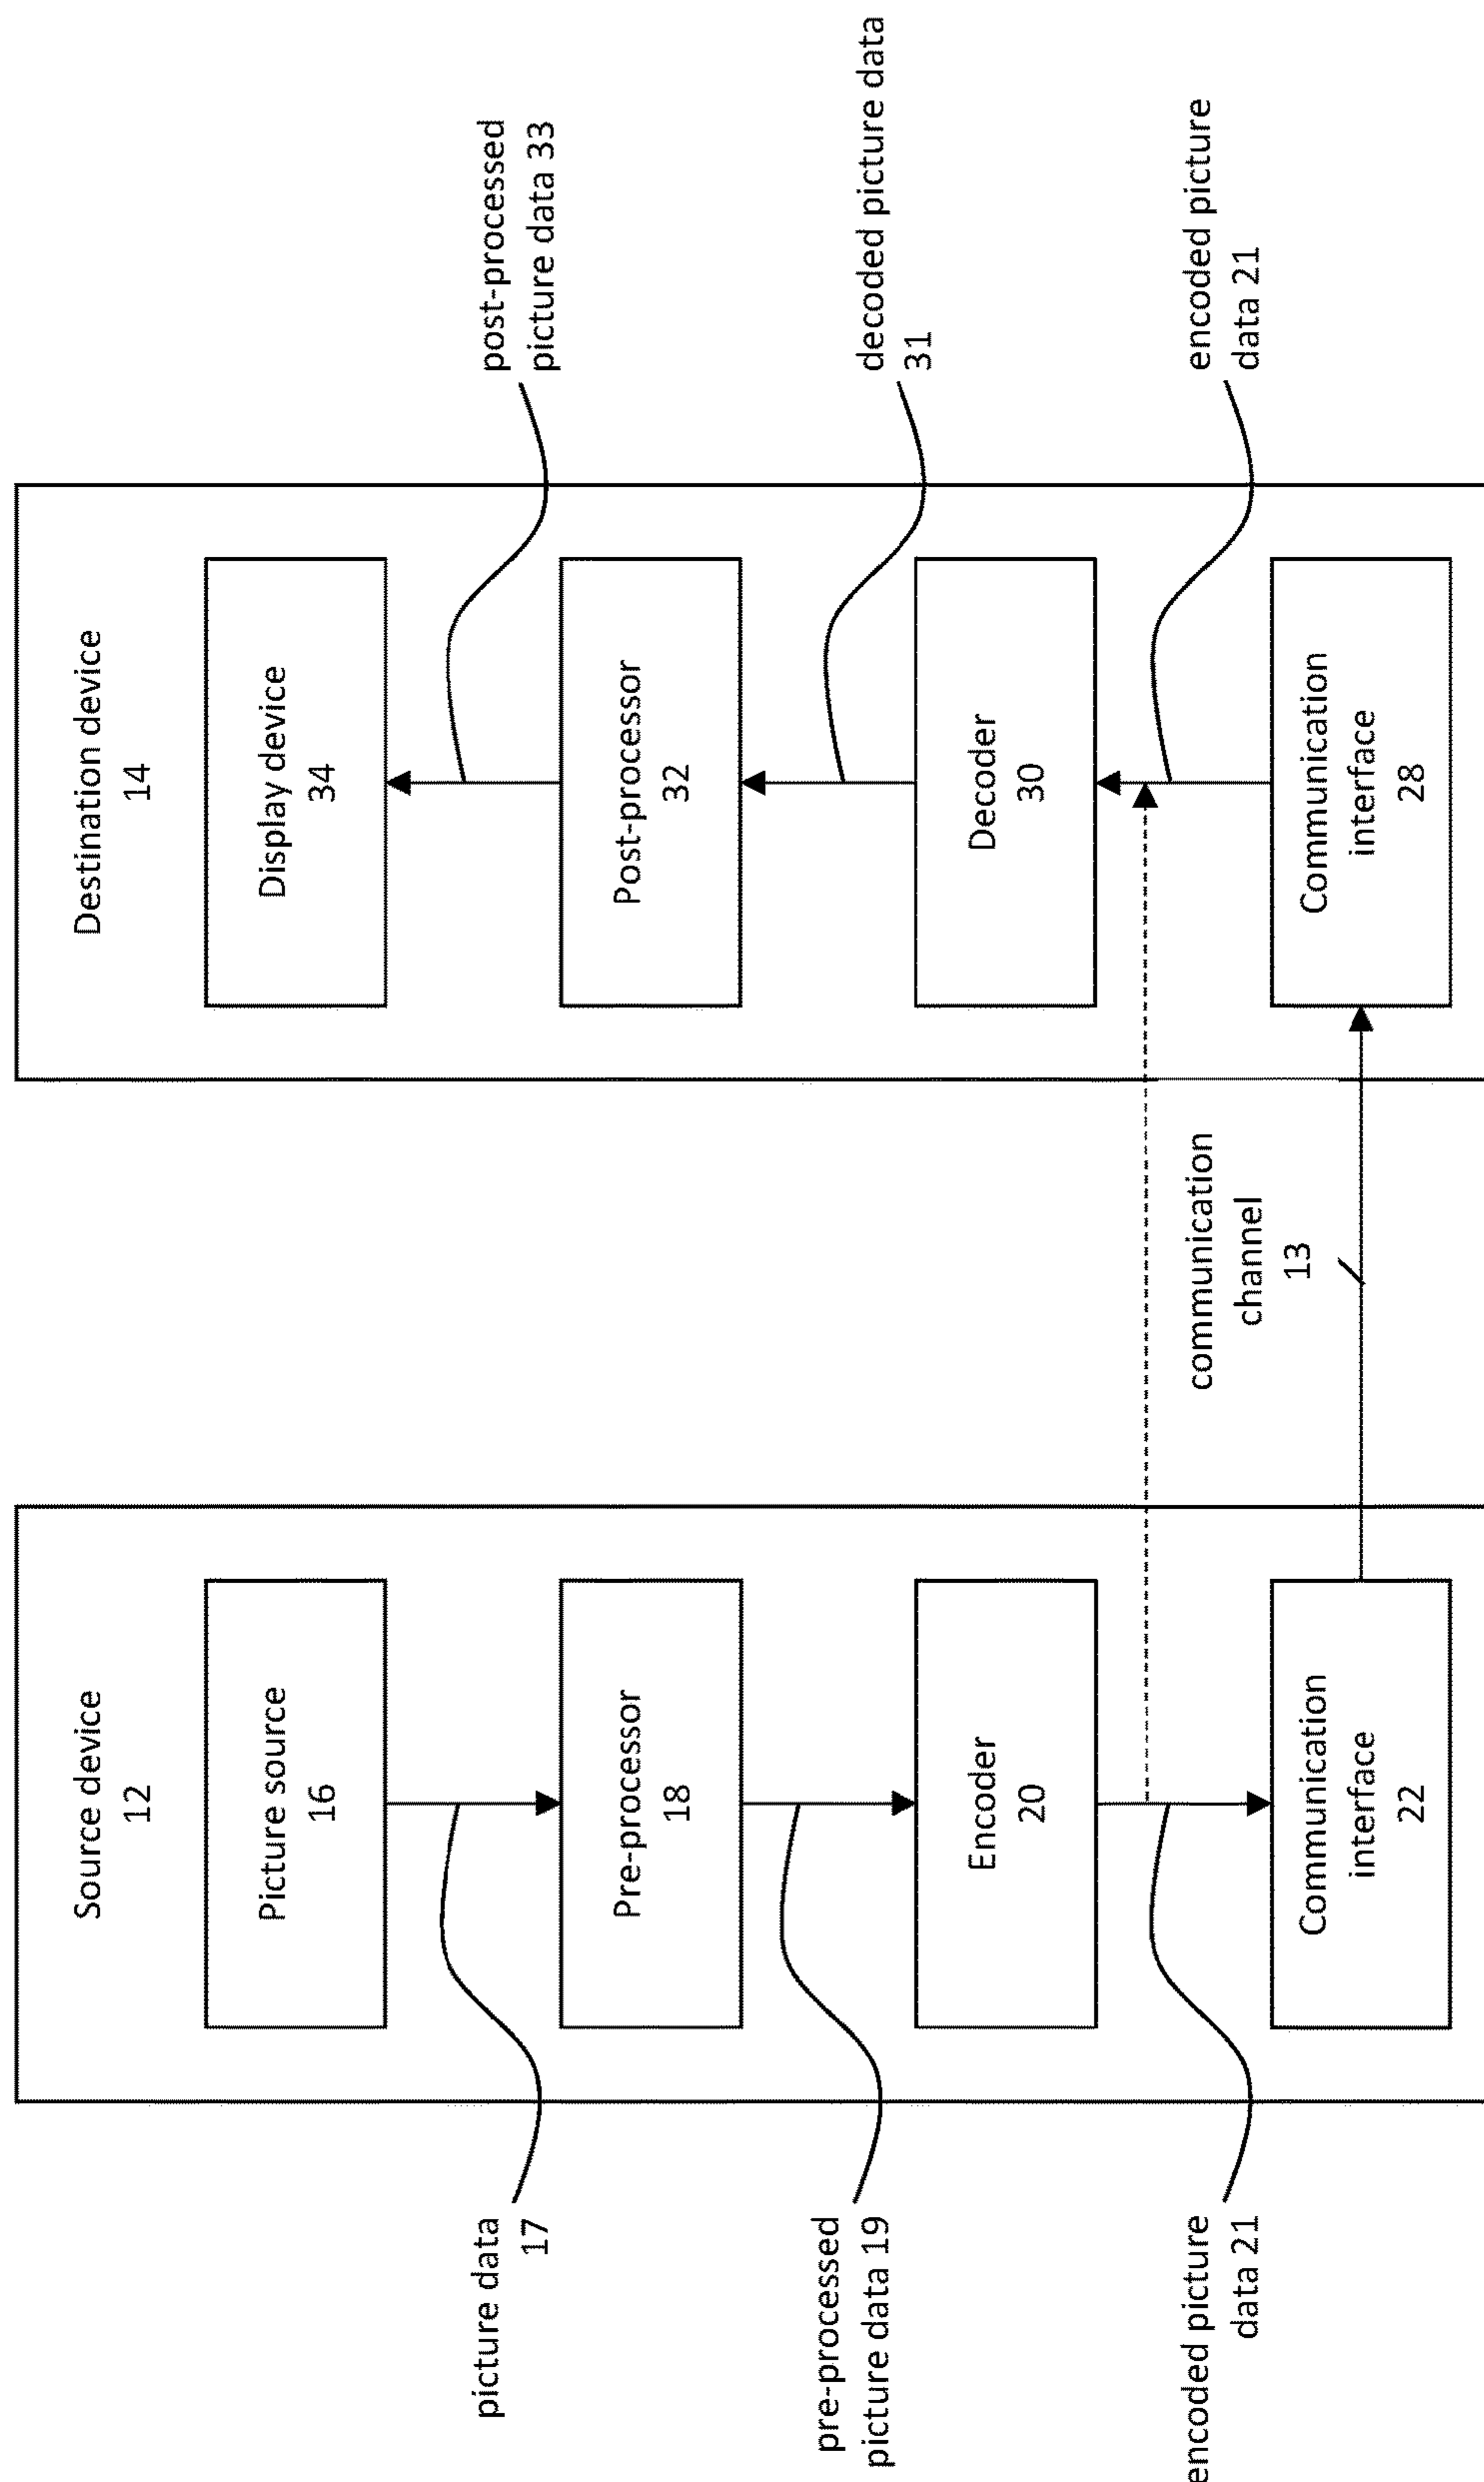 Source device
12
Picture source
16
picture data
17
Pre-processor
18
pre-processed
picture data 19
Encoder
20
encoded picture
data 21
Communication
interface
22
communication
channel
13
Destination device
14
Display device
34
post-processed
picture data 33
Post-processor
32
decoded picture data
31
Decoder
30
encoded picture
data 21
Communication
interface
28